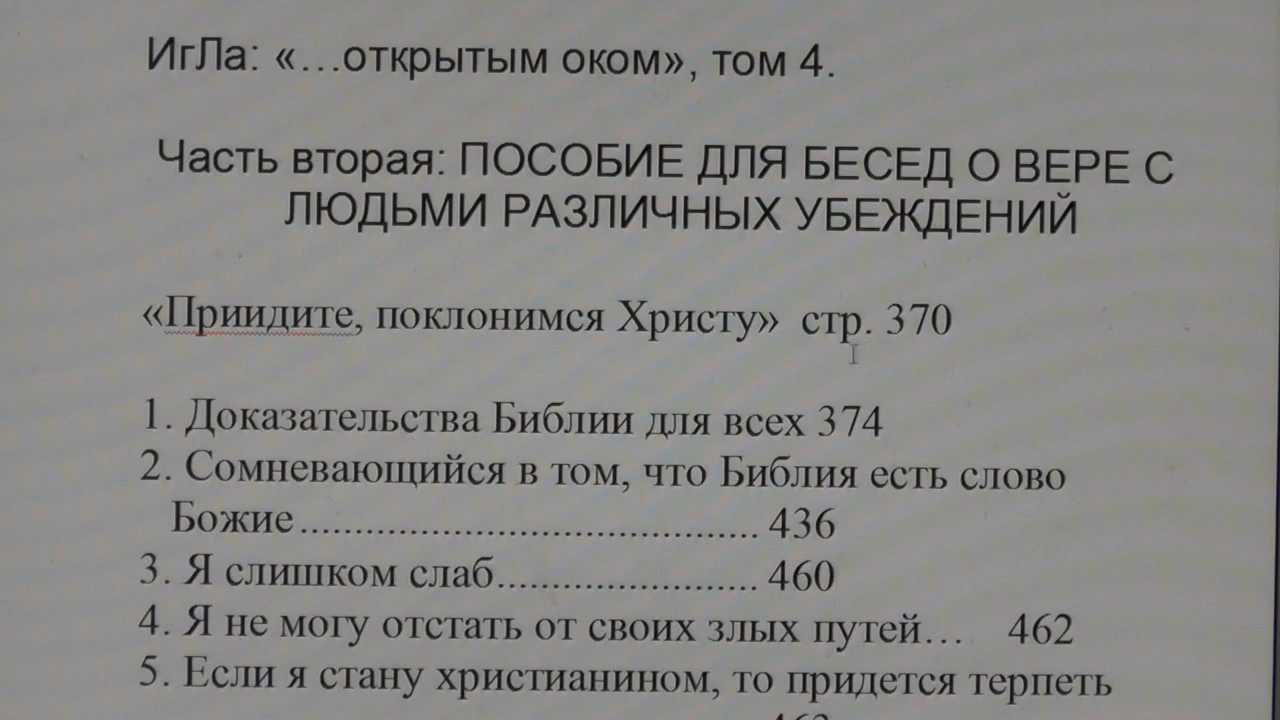 ИгЛа: «…открытым оком», том 4.
Часть вторая: ПОСОБИЕ ДЛЯ БЕСЕД О ВЕРЕ С
ЛЮДЬМИ РАЗЛИЧНЫХ УБЕЖДЕНИЙ
«Приидите, поклонимся Христу» стр. 370
1. Доказательства Библии для всех 374
2. Сомневающийся в том, что Библия есть слово
Божие........................................... 436
3. Я слишком слаб......................... 460
4. Я не могу отстать от своих злых путей… 462
5. Если я стану христианином, то придется терпеть